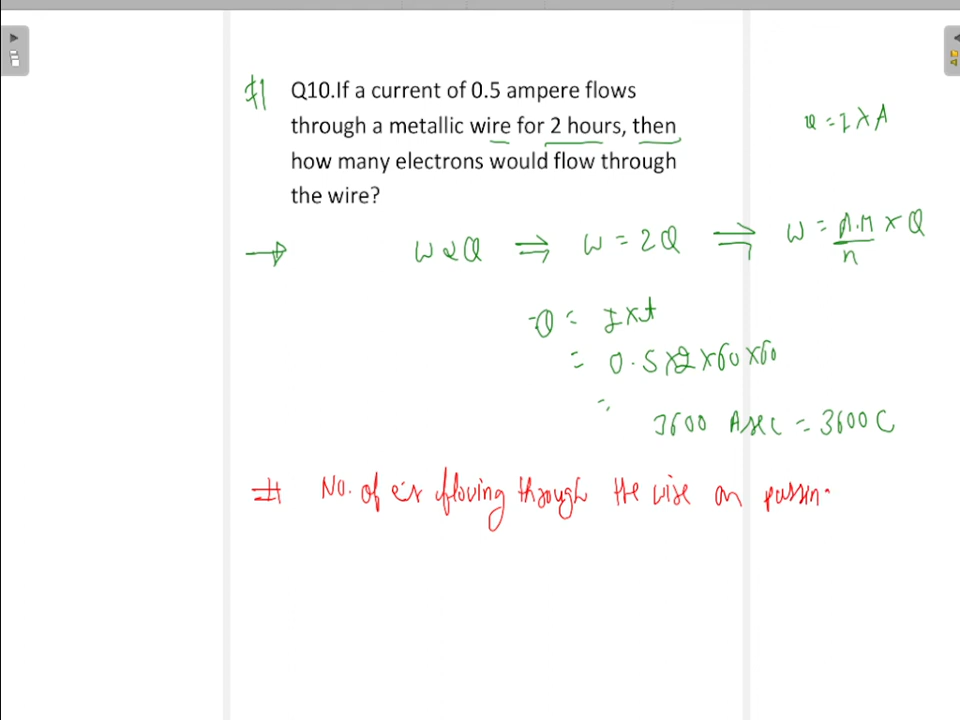 Q10.If a current of 0.5 ampere flows
through a metallic wire for 2 hours, then
how many electrons would flow through
the wire?
Q = I × A
W α Q ⇒ W = 2Q ⇒ W = A.M/n × Q
Q = I × t
= 0.5 × 2 × 60 × 60
=
3600 Asec = 3600 C
No. of e's flowing through the wire on passin